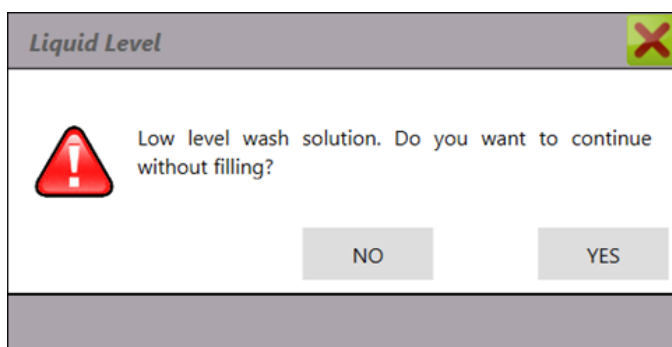 Liquid Level
Low level wash solution. Do you want to continue
without filling?
NO YES